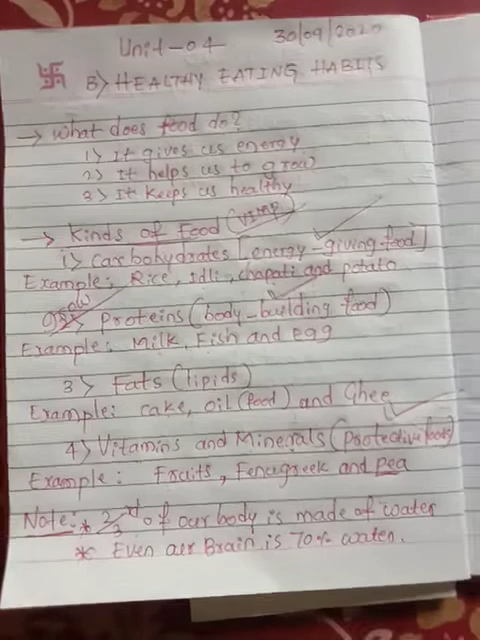 Unit-04 30/09/2020
B) HEALTHY EATING HABITS
→ What does food do?
1) It gives us energy
2) It helps us to grow
3) It keeps us healthy
→ Kinds of Food (V.IMP)
1) Carbohydrates [energy-giving food]
Example: Rice, Idli, chapati and potato
Proteins (body-building food)
Example: Milk, Fish and egg
3) Fats (lipids)
Example: cake, oil (food) and Ghee
4) Vitamins and Minerals (Protective foods)
Example: Fruits, Fenugreek and pea
Note: * 2/3rd of our body is made of water
* Even our Brain is 70% water.